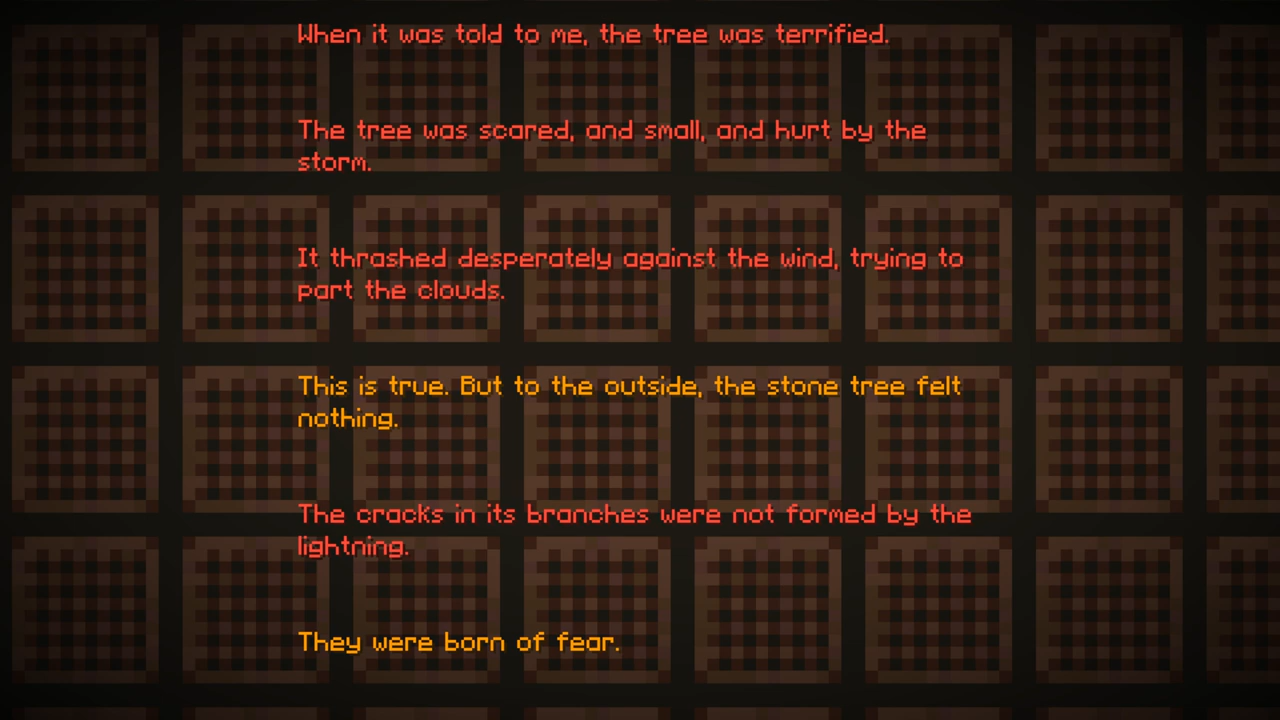 When it was told to me, the tree was terrified.
The tree was scared, and small, and hurt by the
storm.
It thrashed desperately against the wind, trying to
part the clouds.
This is true. But to the outside, the stone tree felt
nothing.
The cracks in its branches were not formed by the
lightning.
They were born of fear.